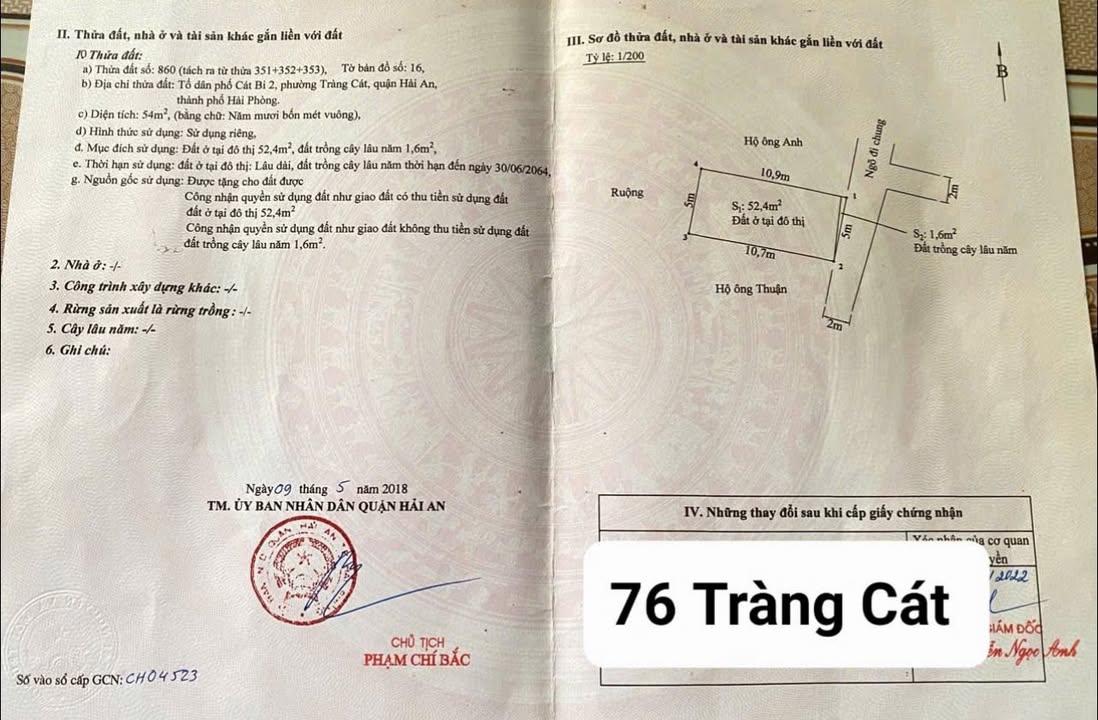 II. Thửa đất, nhà ở và tài sản khác gắn liền với đất
1) Thửa đất:
a) Thửa đất số: 860 (tách ra từ thửa 351+352+353), Tờ bản đồ số: 16,
b) Địa chỉ thửa đất: Tổ dân phố Cát Bi 2, phường Tràng Cát, quận Hải An,
thành phố Hải Phòng.
c) Diện tích: 54m², (bằng chữ: Năm mươi bốn mét vuông),
d) Hình thức sử dụng: Sử dụng riêng,
đ. Mục đích sử dụng: Đất ở tại đô thị 52,4m², đất trồng cây lâu năm 1,6m²,
e. Thời hạn sử dụng: đất ở tại đô thị: Lâu dài, đất trồng cây lâu năm thời hạn đến ngày 30/06/2064,
g. Nguồn gốc sử dụng: Được tặng cho đất được
Công nhận quyền sử dụng đất như giao đất có thu tiền sử dụng đất
đất ở tại đô thị 52,4m²
Công nhận quyền sử dụng đất như giao đất không thu tiền sử dụng đất
đất trồng cây lâu năm 1,6m².
2. Nhà ở: -/-
3. Công trình xây dựng khác: -/-
4. Rừng sản xuất là rừng trồng: -/-
5. Cây lâu năm: -/-
6. Ghi chú:
Ngày 09 tháng 5 năm 2018
TM. ỦY BAN NHÂN DÂN QUẬN HẢI AN
CHỦ TỊCH
PHẠM CHÍ BẮC
Số vào sổ cấp GCN: CH04523
III. Sơ đồ thửa đất, nhà ở và tài sản khác gắn liền với đất
Tỷ lệ: 1/200
B
Hộ ông Anh
Ngõ đi chung
Ruộng
4
10,9m
1
2m
5m
S₁: 52,4m²
Đất ở tại đô thị
5m
S₂: 1,6m²
Đất trồng cây lâu năm
3
10,7m
2
Hộ ông Thuận
2m
IV. Những thay đổi sau khi cấp giấy chứng nhận
của cơ quan
yền
/2022
76 Tràng Cát
GIÁM ĐỐC
ễn Ngọc Anh